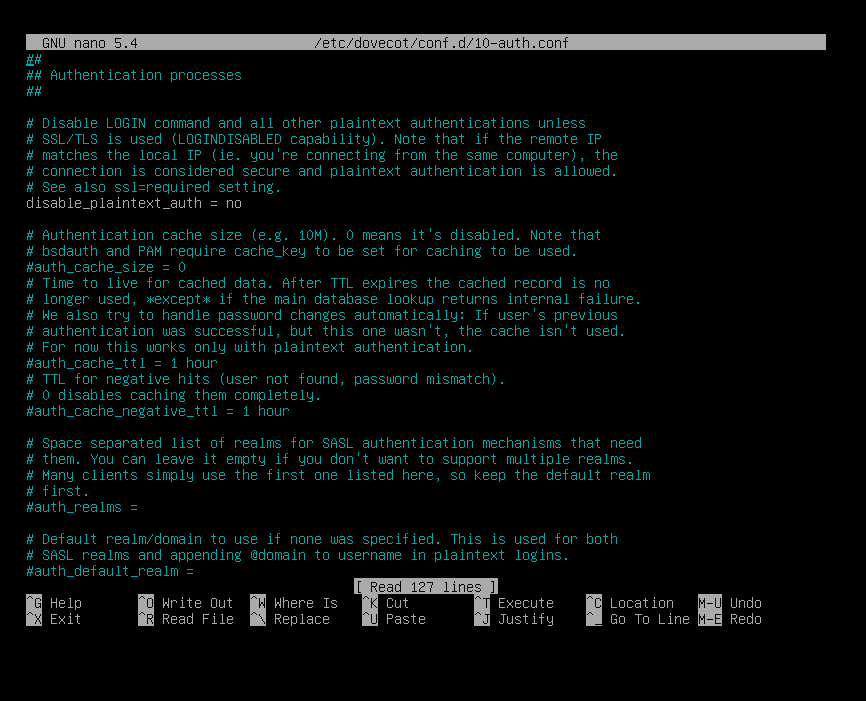 GNU nano 5.4 /etc/dovecot/conf.d/10-auth.conf
##
## Authentication processes
##
# Disable LOGIN command and all other plaintext authentications unless
# SSL/TLS is used (LOGINDISABLED capability). Note that if the remote IP
# matches the local IP (ie. you're connecting from the same computer), the
# connection is considered secure and plaintext authentication is allowed.
# See also ssl=required setting.
disable_plaintext_auth = no
# Authentication cache size (e.g. 10M). 0 means it's disabled. Note that
# bsdauth and PAM require cache_key to be set for caching to be used.
#auth_cache_size = 0
# Time to live for cached data. After TTL expires the cached record is no
# longer used, *except* if the main database lookup returns internal failure.
# We also try to handle password changes automatically: If user's previous
# authentication was successful, but this one wasn't, the cache isn't used.
# For now this works only with plaintext authentication.
#auth_cache_ttl = 1 hour
# TTL for negative hits (user not found, password mismatch).
# 0 disables caching them completely.
#auth_cache_negative_ttl = 1 hour
# Space separated list of realms for SASL authentication mechanisms that need
# them. You can leave it empty if you don't want to support multiple realms.
# Many clients simply use the first one listed here, so keep the default realm
# first.
#auth_realms =
# Default realm/domain to use if none was specified. This is used for both
# SASL realms and appending @domain to username in plaintext logins.
#auth_default_realm =
[ Read 127 lines ]
^G Help ^O Write Out ^W Where Is ^K Cut ^T Execute ^C Location M-U Undo
^X Exit ^R Read File ^\ Replace ^U Paste ^J Justify ^_ Go To Line M-E Redo